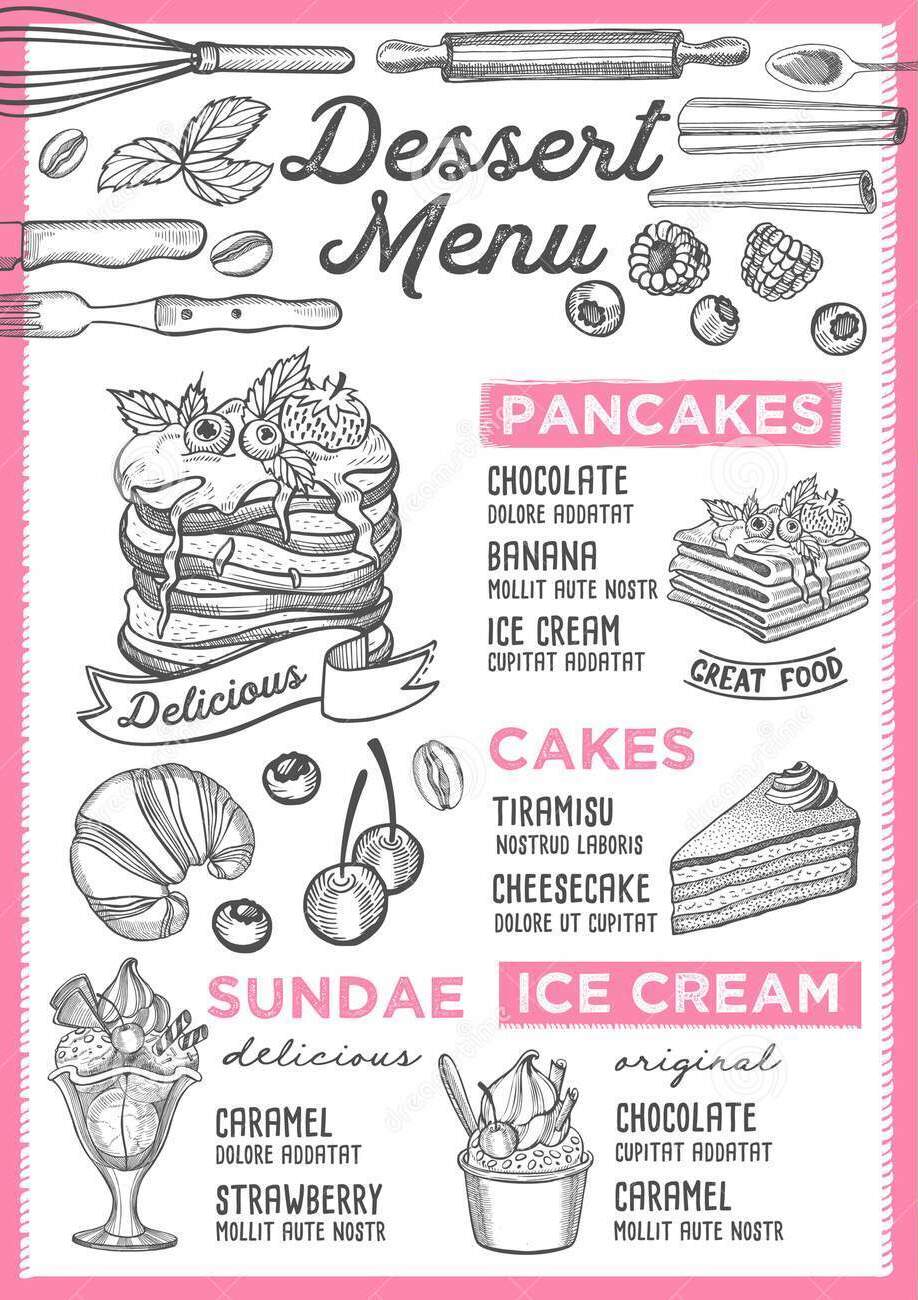 Dessert
Menu
PANCAKES
CHOCOLATE
DOLORE ADDATAT
BANANA
MOLLIT AUTE NOSTR
ICE CREAM
CUPITAT ADDATAT
GREAT FOOD
Delicious
CAKES
TIRAMISU
NOSTRUD LABORIS
CHEESECAKE
DOLORE UT CUPITAT
SUNDAE
delicious
CARAMEL
DOLORE ADDATAT
STRAWBERRY
MOLLIT AUTE NOSTR
ICE CREAM
original
CHOCOLATE
CUPITAT ADDATAT
CARAMEL
MOLLIT AUTE NOSTR